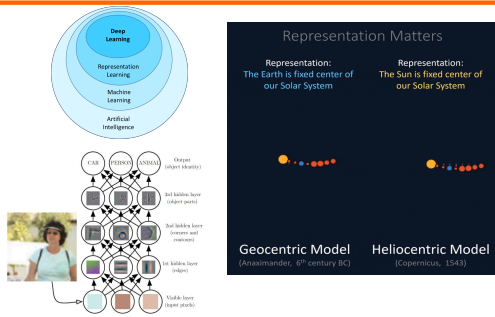 Deep
Learning
Representation
Learning
Machine
Learning
Artificial
Intelligence
CAR
PERSON
ANIMAL
Output
(object identity)
3rd hidden layer
(object parts)
2nd hidden layer
(corners and
contours)
1st hidden layer
(edges)
Visible layer
(input pixels)
Representation Matters
Representation:
The Earth is fixed center of
our Solar System
Representation:
The Sun is fixed center of
our Solar System
Geocentric Model
(Anaximander, 6th century BC)
Heliocentric Model
(Copernicus, 1543)